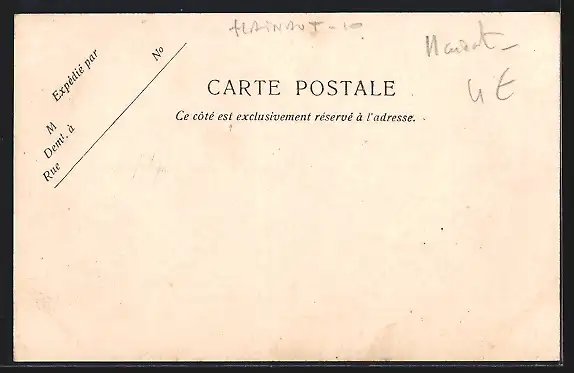 HAINAUT - 10
4 €
Expédié par
No
M
Demt. à
Rue
CARTE POSTALE
Ce côté est exclusivement réservé à l'adresse.